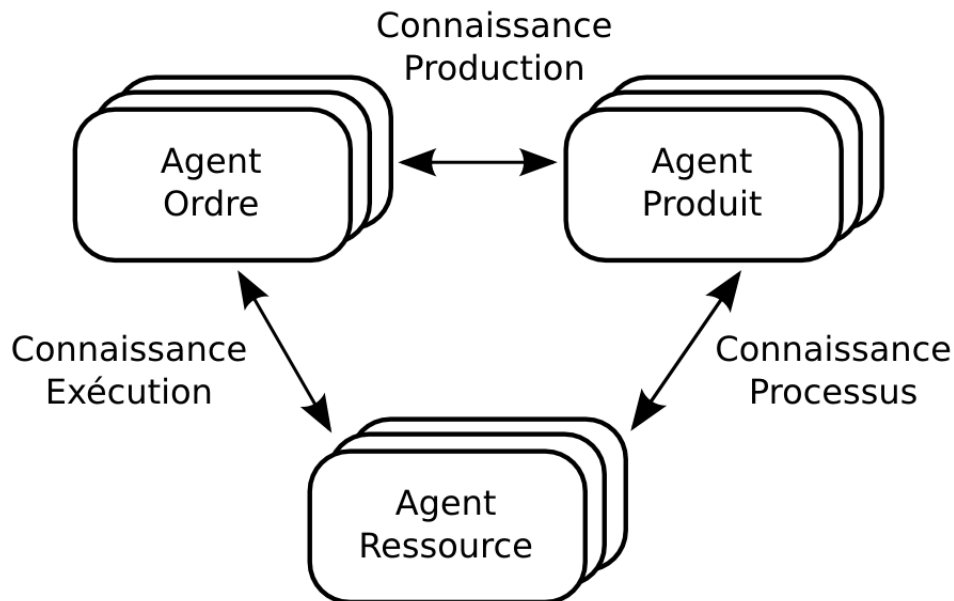 Connaissance
Production
Agent
Ordre
Agent
Produit
Connaissance
Exécution
Connaissance
Processus
Agent
Ressource